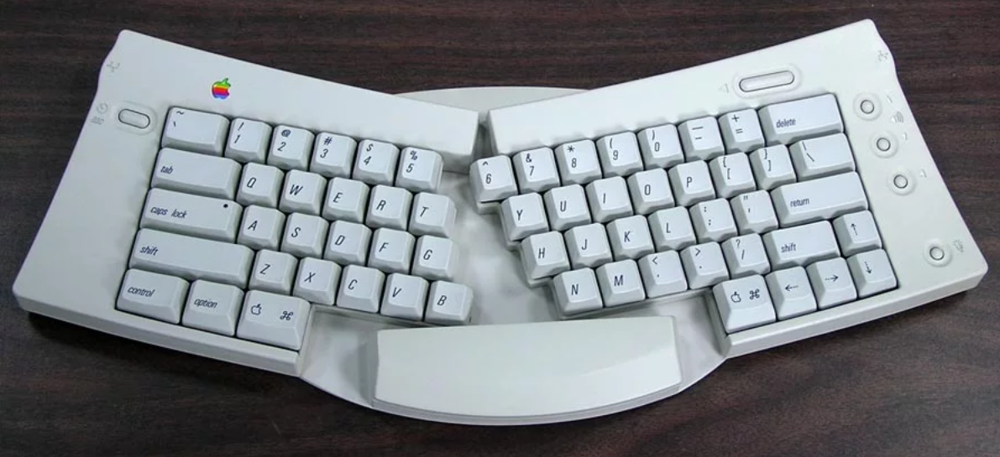 esc
~ ` ! 1 @ 2 # 3 $ 4 % 5 ^ 6 & 7 * 8 ( 9 ) 0 — - + = delete
tab Q W E R T Y U I O P { [ } ] | \
caps lock A S D F G H J K L : ; " ' return
shift Z X C V B N M < , > . ? / shift ↑
control option ⌘ ⌘ ← → ↓